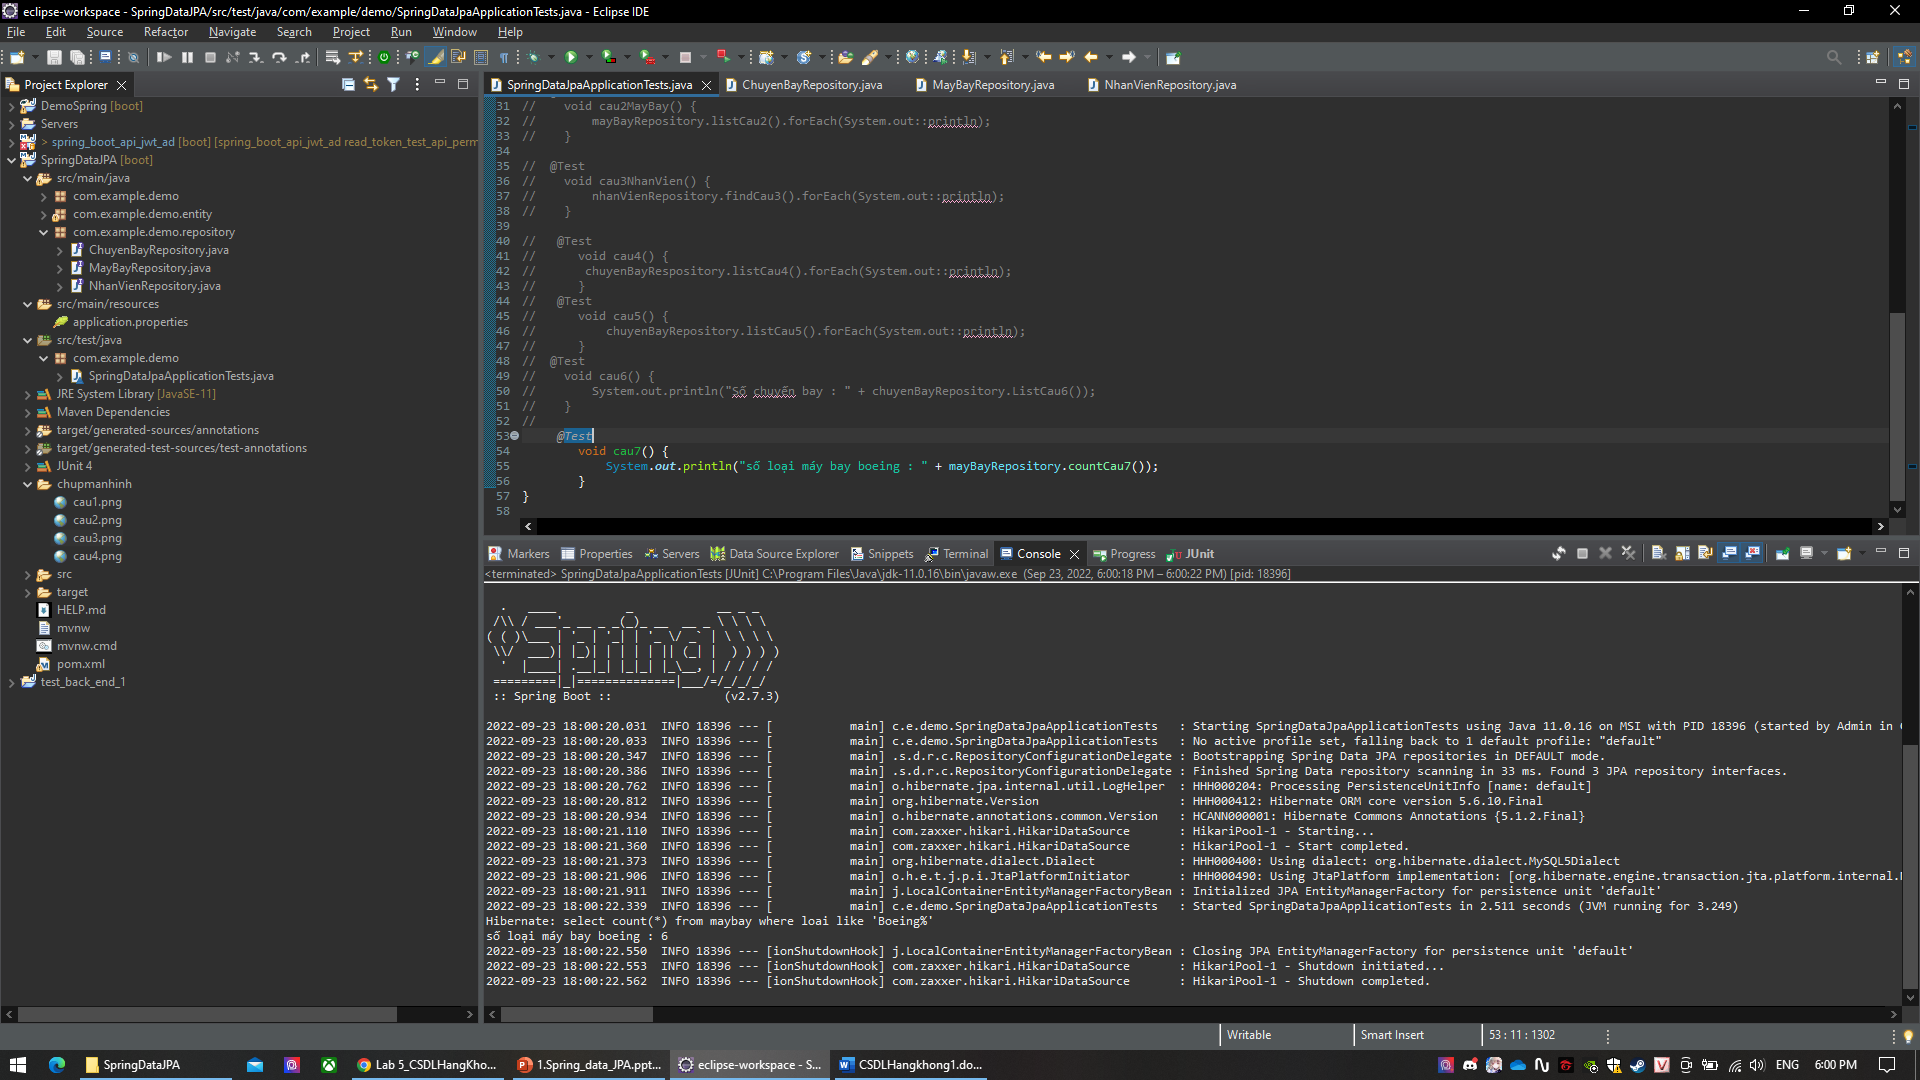 eclipse-workspace - SpringDataJPA/src/test/java/com/example/demo/SpringDataJpaApplicationTests.java - Eclipse IDE
File Edit Source Refactor Navigate Search Project Run Window Help
Project Explorer
DemoSpring [boot]
Servers
> spring_boot_api_jwt_ad [boot] [spring_boot_api_jwt_ad read_token_test_api_perm
SpringDataJPA [boot]
src/main/java
com.example.demo
com.example.demo.entity
com.example.demo.repository
ChuyenBayRepository.java
MayBayRepository.java
NhanVienRepository.java
src/main/resources
application.properties
src/test/java
com.example.demo
SpringDataJpaApplicationTests.java
JRE System Library [JavaSE-11]
Maven Dependencies
target/generated-sources/annotations
target/generated-test-sources/test-annotations
JUnit 4
chupmanhinh
cau1.png
cau2.png
cau3.png
cau4.png
src
target
HELP.md
mvnw
mvnw.cmd
pom.xml
test_back_end_1
SpringDataJpaApplicationTests.java ChuyenBayRepository.java MayBayRepository.java NhanVienRepository.java
31 // void cau2MayBay() {
32 // mayBayRepository.listCau2().forEach(System.out::println);
33 // }
34
35 // @Test
36 // void cau3NhanVien() {
37 // nhanVienRepository.findCau3().forEach(System.out::println);
38 // }
39
40 // @Test
41 // void cau4() {
42 // chuyenBayRespository.listCau4().forEach(System.out::println);
43 // }
44 // @Test
45 // void cau5() {
46 // chuyenBayRepository.listCau5().forEach(System.out::println);
47 // }
48 // @Test
49 // void cau6() {
50 // System.out.println("Số chuyến bay : " + chuyenBayRepository.ListCau6());
51 // }
52 //
53 @Test
54 void cau7() {
55 System.out.println("số loại máy bay boeing : " + mayBayRepository.countCau7());
56 }
57 }
58
Markers Properties Servers Data Source Explorer Snippets Terminal Console Progress JUnit
<terminated> SpringDataJpaApplicationTests [JUnit] C:\Program Files\Java\jdk-11.0.16\bin\javaw.exe (Sep 23, 2022, 6:00:18 PM – 6:00:22 PM) [pid: 18396]
Spring
:: Spring Boot :: (v2.7.3)
2022-09-23 18:00:20.031 INFO 18396 --- [ main] c.e.demo.SpringDataJpaApplicationTests : Starting SpringDataJpaApplicationTests using Java 11.0.16 on MSI with PID 18396 (started by Admin in
2022-09-23 18:00:20.033 INFO 18396 --- [ main] c.e.demo.SpringDataJpaApplicationTests : No active profile set, falling back to 1 default profile: "default"
2022-09-23 18:00:20.347 INFO 18396 --- [ main] .s.d.r.c.RepositoryConfigurationDelegate : Bootstrapping Spring Data JPA repositories in DEFAULT mode.
2022-09-23 18:00:20.386 INFO 18396 --- [ main] .s.d.r.c.RepositoryConfigurationDelegate : Finished Spring Data repository scanning in 33 ms. Found 3 JPA repository interfaces.
2022-09-23 18:00:20.762 INFO 18396 --- [ main] o.hibernate.jpa.internal.util.LogHelper : HHH000204: Processing PersistenceUnitInfo [name: default]
2022-09-23 18:00:20.812 INFO 18396 --- [ main] org.hibernate.Version : HHH000412: Hibernate ORM core version 5.6.10.Final
2022-09-23 18:00:20.934 INFO 18396 --- [ main] o.hibernate.annotations.common.Version : HCANN000001: Hibernate Commons Annotations {5.1.2.Final}
2022-09-23 18:00:21.110 INFO 18396 --- [ main] com.zaxxer.hikari.HikariDataSource : HikariPool-1 - Starting...
2022-09-23 18:00:21.360 INFO 18396 --- [ main] com.zaxxer.hikari.HikariDataSource : HikariPool-1 - Start completed.
2022-09-23 18:00:21.373 INFO 18396 --- [ main] org.hibernate.dialect.Dialect : HHH000400: Using dialect: org.hibernate.dialect.MySQL5Dialect
2022-09-23 18:00:21.906 INFO 18396 --- [ main] o.h.e.t.j.p.i.JtaPlatformInitiator : HHH000490: Using JtaPlatform implementation: [org.hibernate.engine.transaction.jta.platform.internal.
2022-09-23 18:00:21.911 INFO 18396 --- [ main] j.LocalContainerEntityManagerFactoryBean : Initialized JPA EntityManagerFactory for persistence unit 'default'
2022-09-23 18:00:22.339 INFO 18396 --- [ main] c.e.demo.SpringDataJpaApplicationTests : Started SpringDataJpaApplicationTests in 2.511 seconds (JVM running for 3.249)
Hibernate: select count(*) from maybay where loai like 'Boeing%'
số loại máy bay boeing : 6
2022-09-23 18:00:22.550 INFO 18396 --- [ionShutdownHook] j.LocalContainerEntityManagerFactoryBean : Closing JPA EntityManagerFactory for persistence unit 'default'
2022-09-23 18:00:22.553 INFO 18396 --- [ionShutdownHook] com.zaxxer.hikari.HikariDataSource : HikariPool-1 - Shutdown initiated...
2022-09-23 18:00:22.562 INFO 18396 --- [ionShutdownHook] com.zaxxer.hikari.HikariDataSource : HikariPool-1 - Shutdown completed.
Writable Smart Insert 53 : 11 : 1302
SpringDataJPA Lab 5_CSDLHangKho... 1.Spring_data_JPA.ppt... eclipse-workspace - S... CSDLHangkhong1.do... ENG 6:00 PM